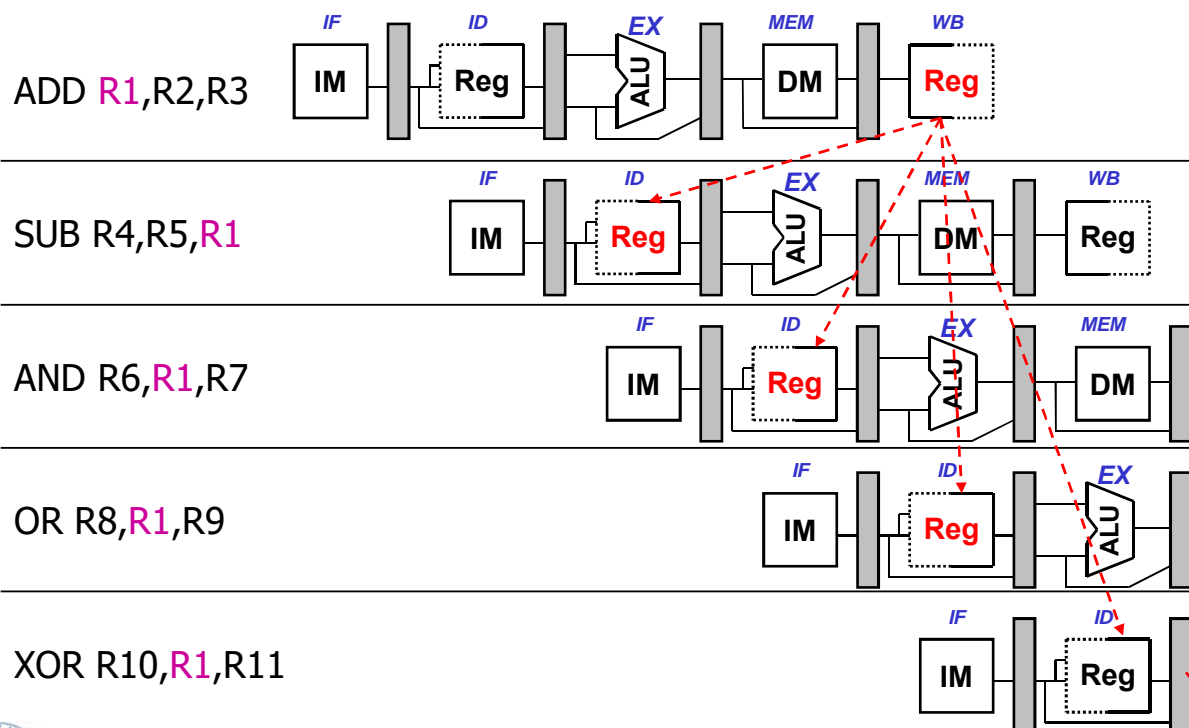 IF ID EX MEM WB
ADD R1,R2,R3 IM Reg ALU DM Reg
IF ID EX MEM WB
SUB R4,R5,R1 IM Reg ALU DM Reg
IF ID EX MEM
AND R6,R1,R7 IM Reg ALU DM
IF ID EX
OR R8,R1,R9 IM Reg ALU
IF ID
XOR R10,R1,R11 IM Reg